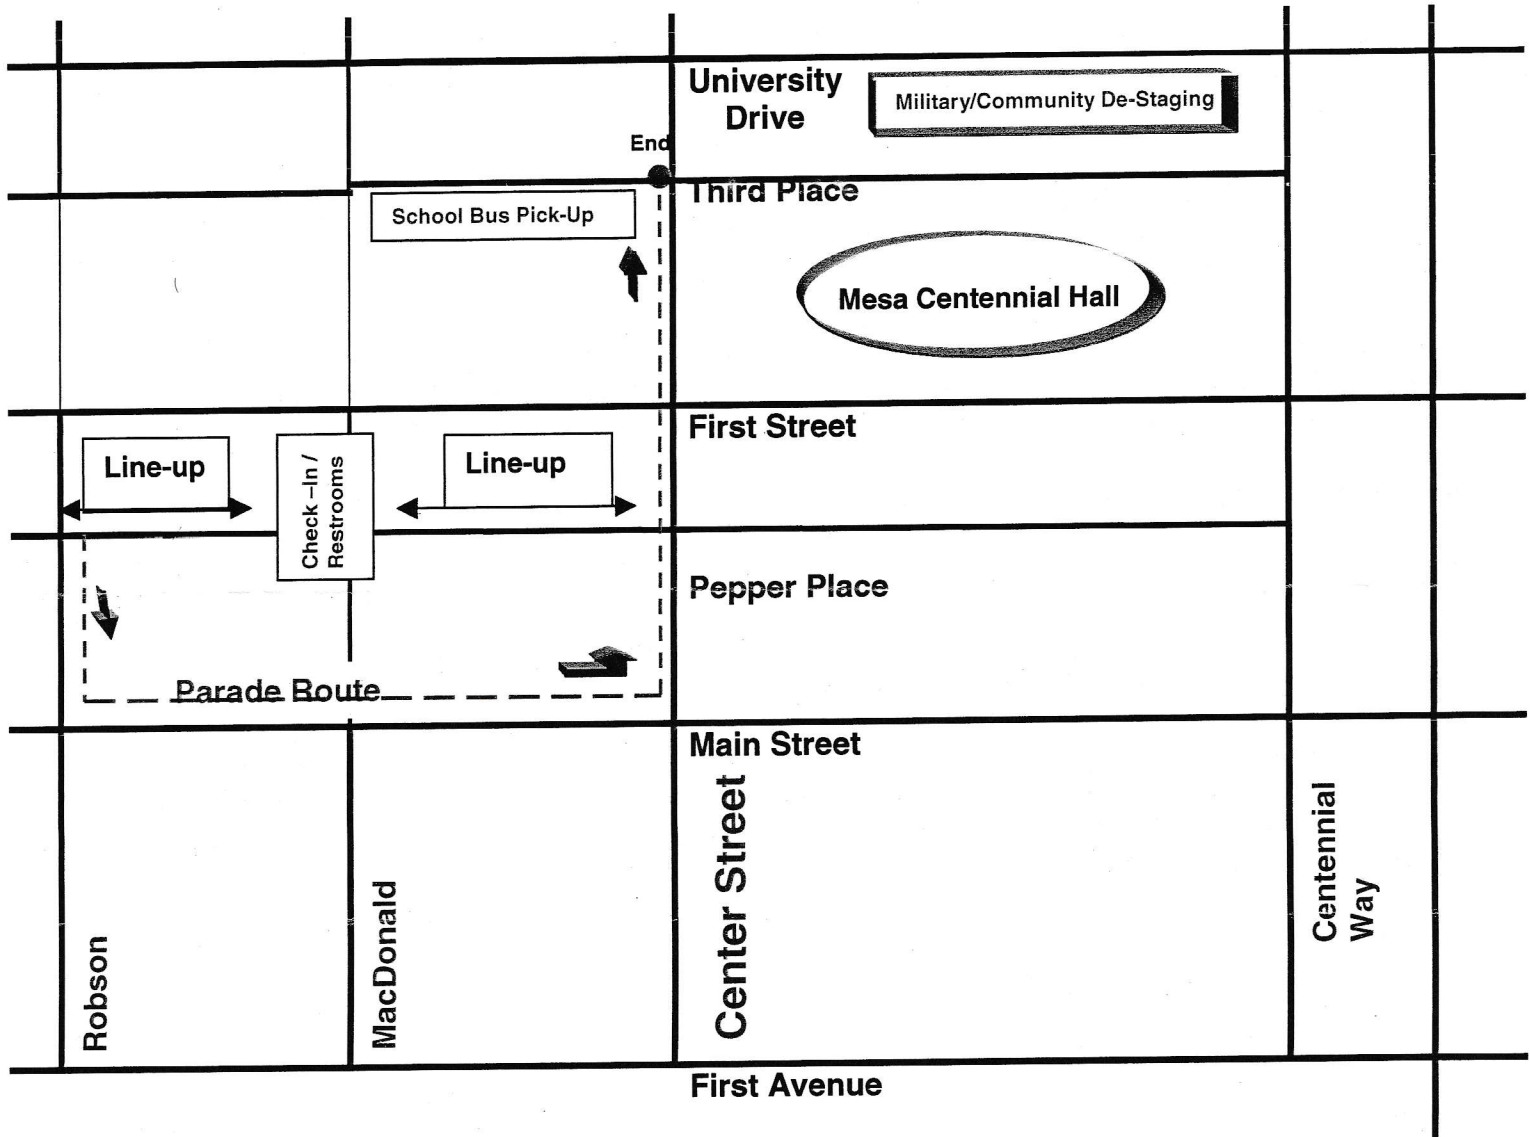 University
Drive
Military/Community De-Staging
End
Third Place
School Bus Pick-Up
Mesa Centennial Hall
First Street
Line-up
Check –In /
Restrooms
Line-up
Pepper Place
Parade Route
Main Street
Robson
MacDonald
Center Street
Centennial
Way
First Avenue